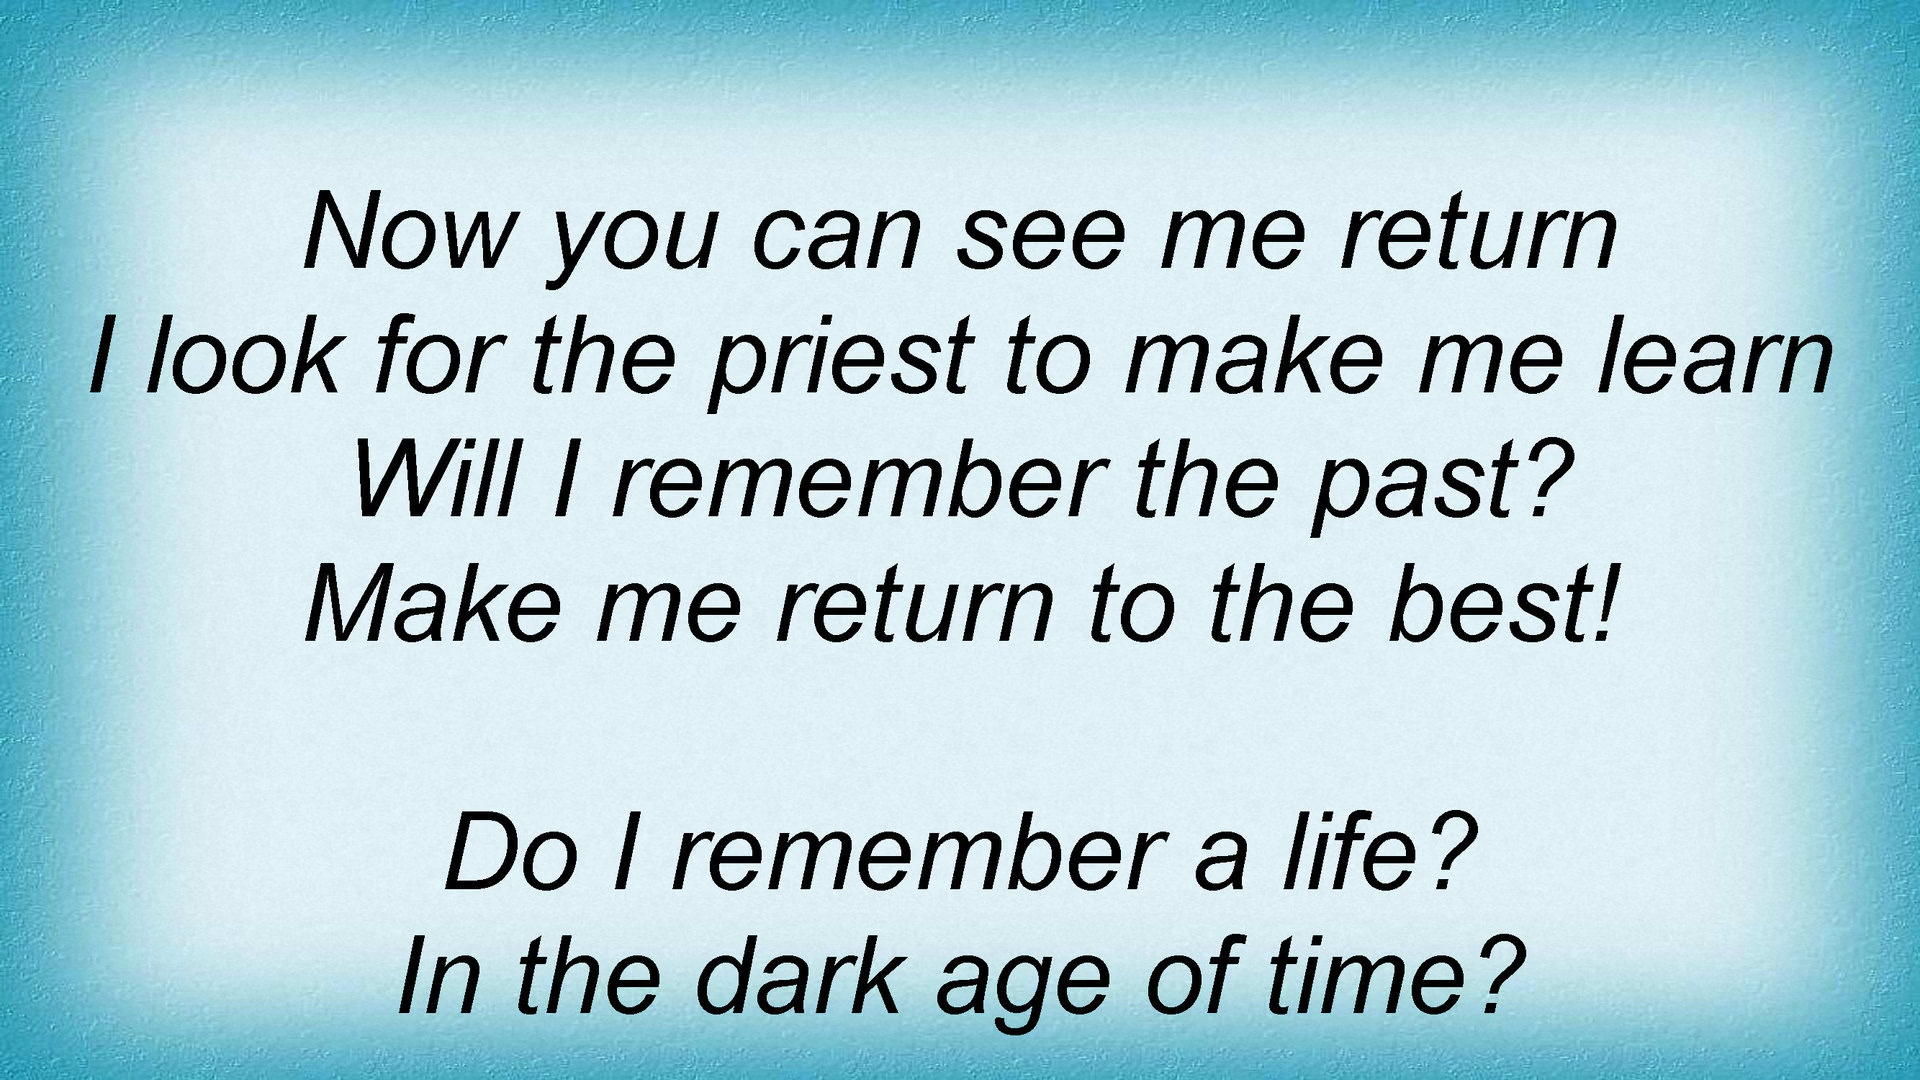 Now you can see me return
I look for the priest to make me learn
Will I remember the past?
Make me return to the best!
Do I remember a life?
In the dark age of time?